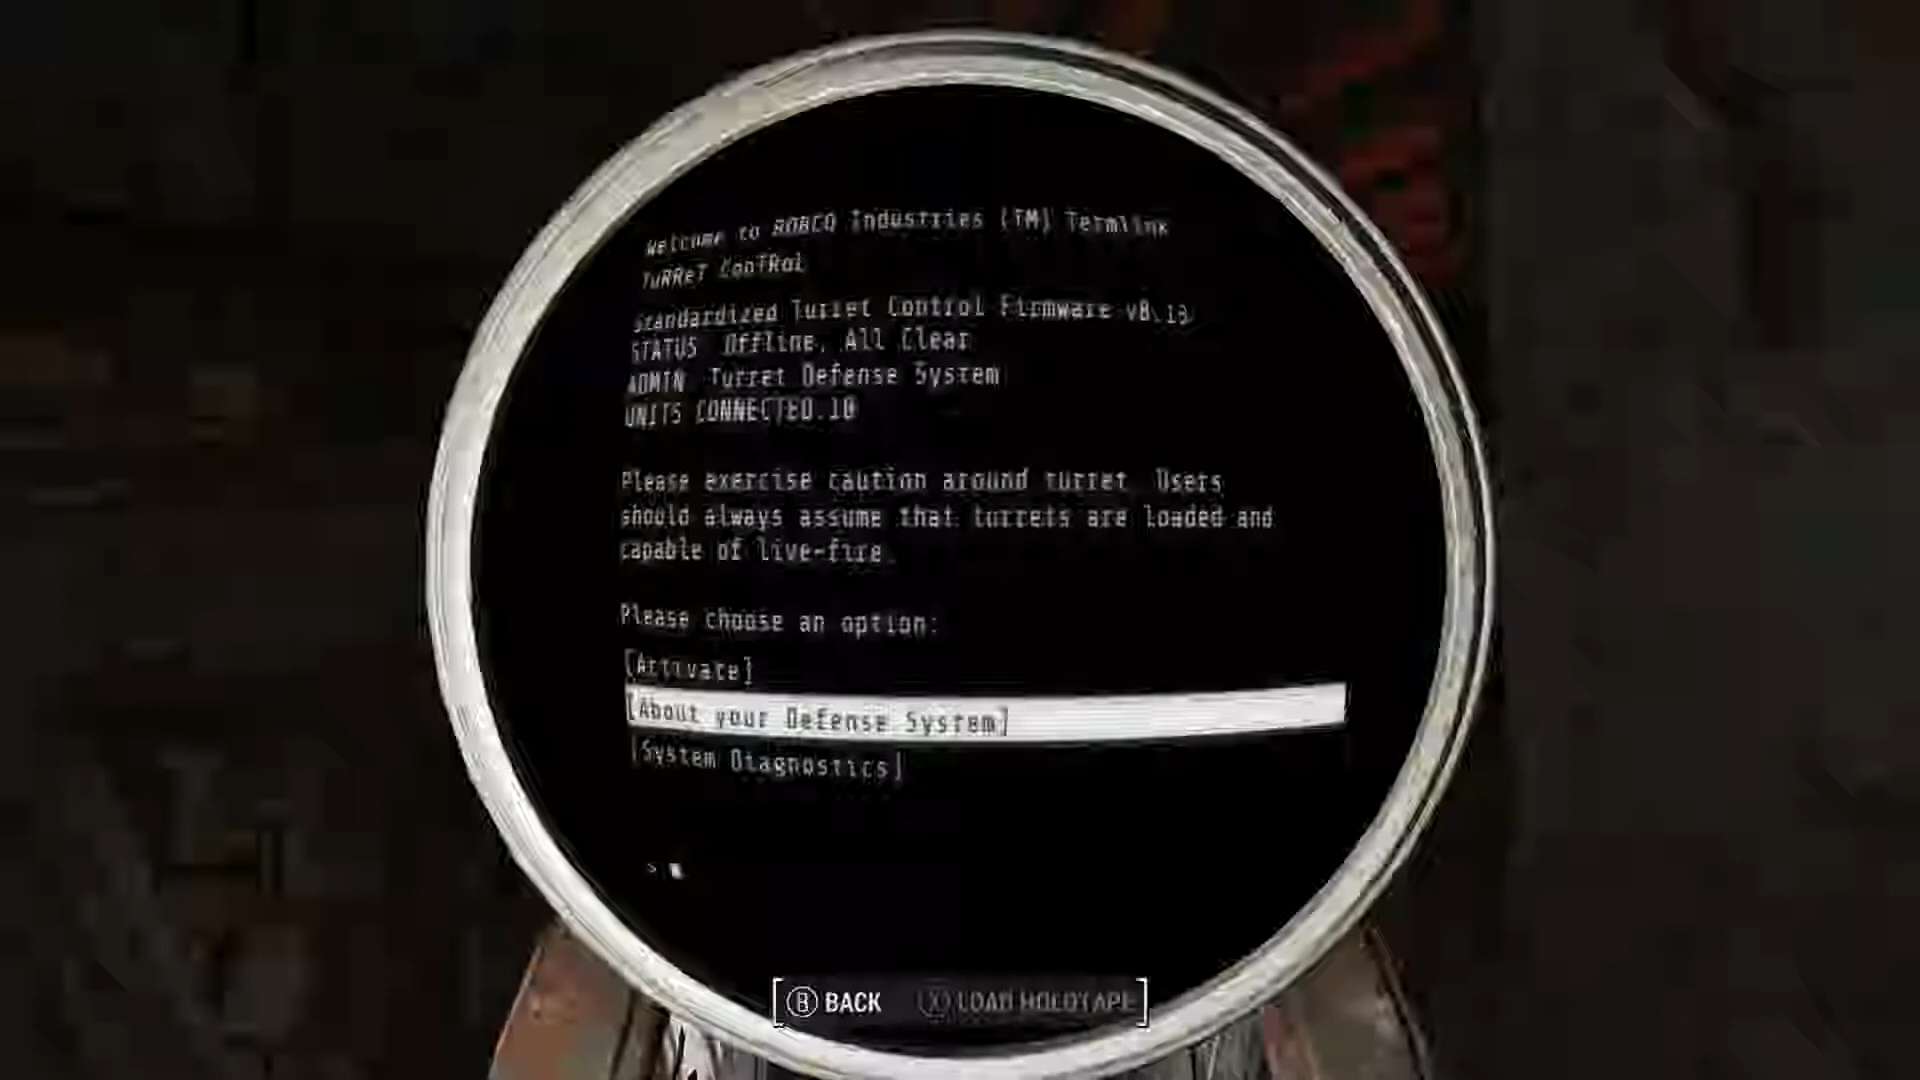 Welcome to ROBCO Industries (TM) Termlink
TuRReT ConTRoL
Standardized Turret Control Firmware v8.13
STATUS Offline. All Clear
ADMIN Turret Defense System
UNITS CONNECTED.10
Please exercise caution around turret. Users
should always assume that turrets are loaded and
capable of live-fire.
Please choose an option:
[Activate]
[About your Defense System]
[System Diagnostics]
>
B BACK X LOAD HOLOTAPE